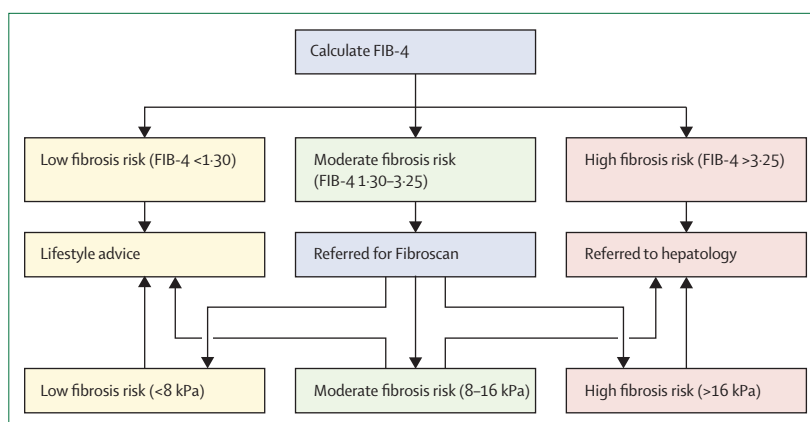 Calculate FIB-4
Low fibrosis risk (FIB-4 <1·30)
Moderate fibrosis risk
(FIB-4 1·30–3·25)
High fibrosis risk (FIB-4 >3·25)
Lifestyle advice
Referred for Fibroscan
Referred to hepatology
Low fibrosis risk (<8 kPa)
Moderate fibrosis risk (8–16 kPa)
High fibrosis risk (>16 kPa)